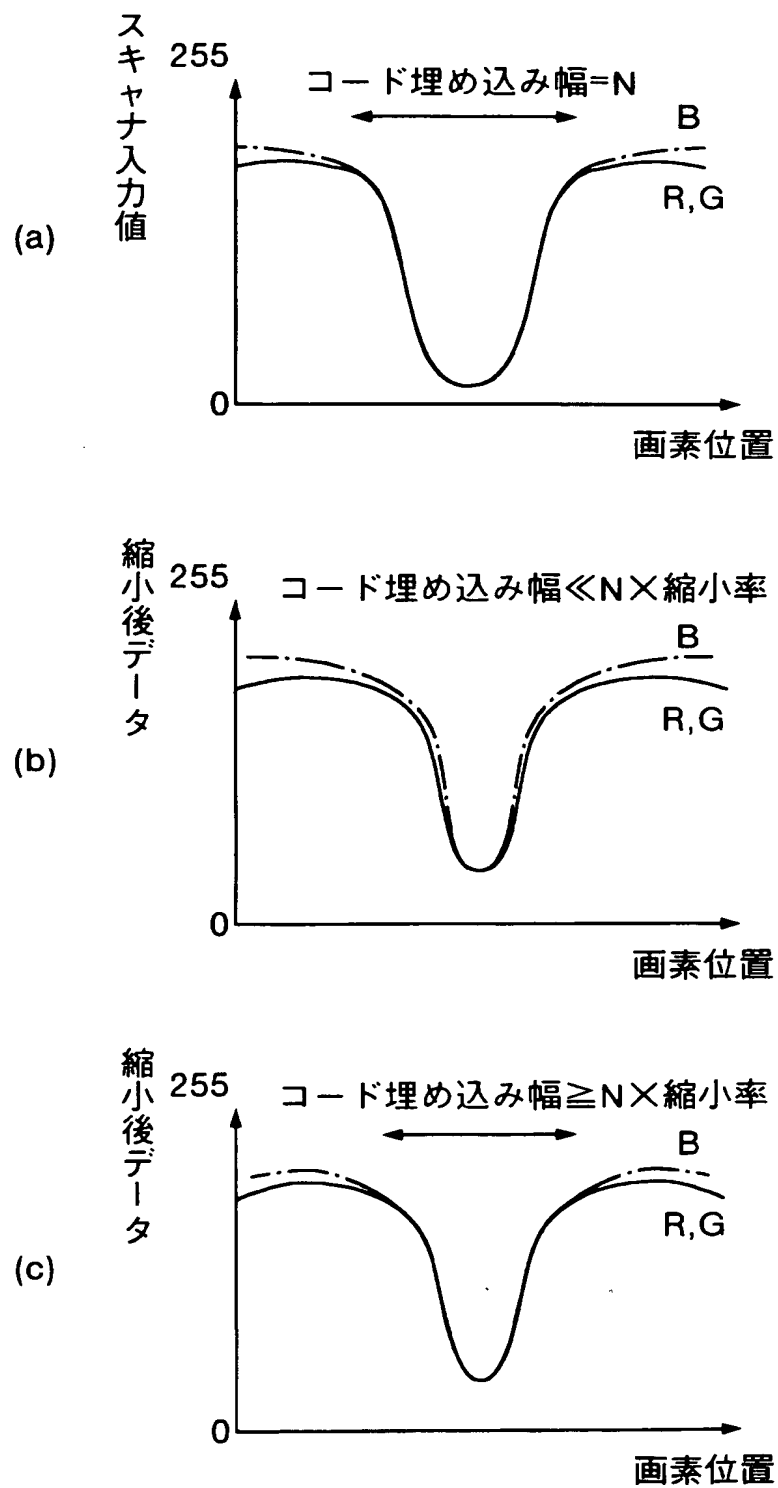 (a)
スキャナ入力値
255
コード埋め込み幅=N
B
R,G
0
画素位置
(b)
縮小後データ
255
コード埋め込み幅≪N×縮小率
B
R,G
0
画素位置
(c)
縮小後データ
255
コード埋め込み幅≧N×縮小率
B
R,G
0
画素位置